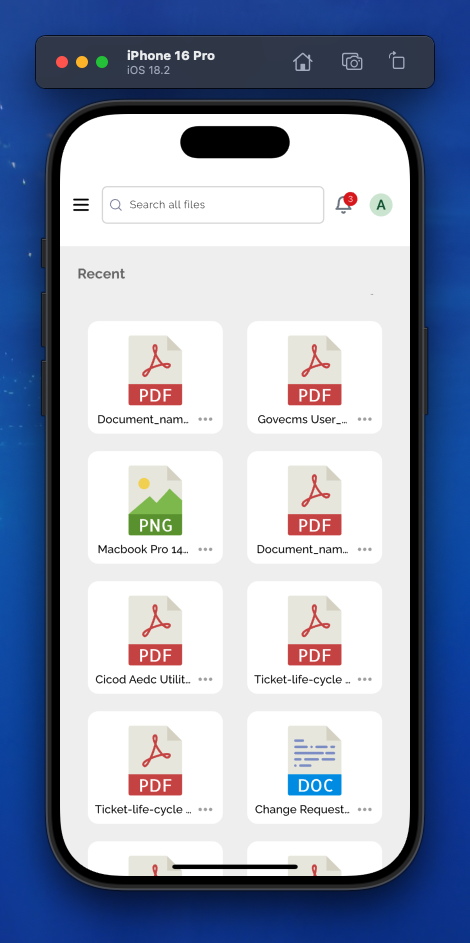 iPhone 16 Pro
iOS 18.2
Search all files
3
A
Recent
PDF
PDF
Document_nam...
Govecms User_...
PNG
PDF
Macbook Pro 14...
Document_nam...
PDF
PDF
Cicod Aedc Utilit...
Ticket-life-cycle ...
PDF
DOC
Ticket-life-cycle ...
Change Request...